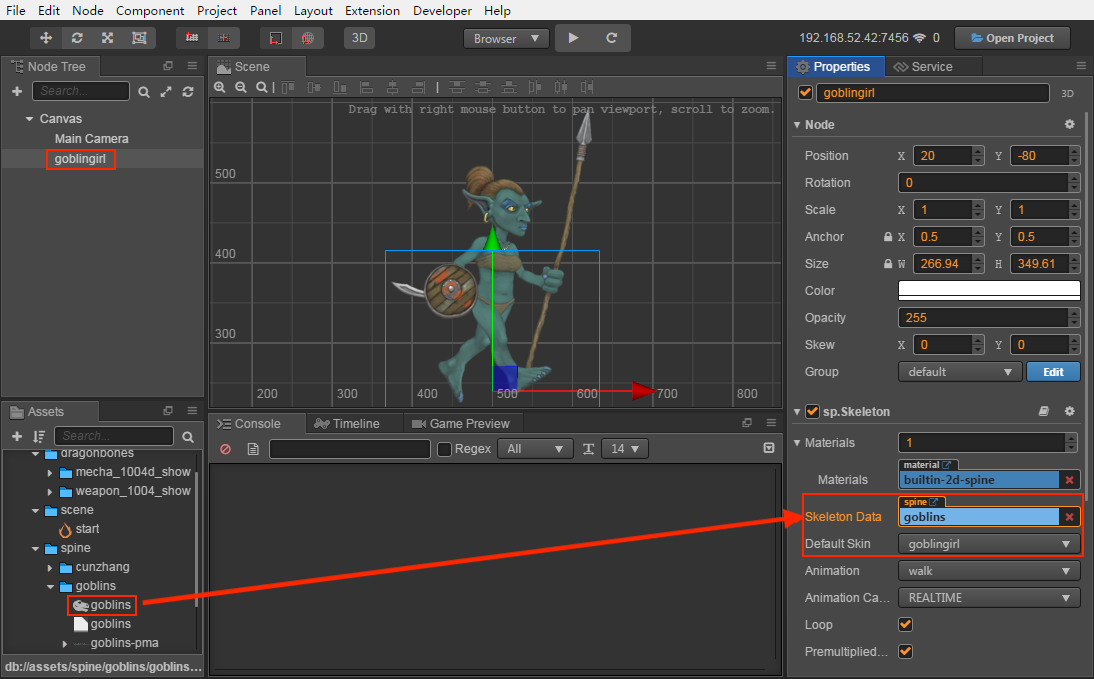 File Edit Node Component Project Panel Layout Extension Developer Help
3D
Browser
192.168.52.42:7456 0
Open Project
Node Tree
Search...
Canvas
Main Camera
goblingirl
Scene
Drag with right mouse button to pan viewport, scroll to zoom.
500
400
300
200 300 400 500 600 700 800
Assets
Search...
dragonbones
mecha_1004d_show
weapon_1004_show
scene
start
spine
cunzhang
goblins
goblins
goblins
goblins-pma
db://assets/spine/goblins/goblins...
Console Timeline Game Preview
Regex All 14
Properties Service
goblingirl 3D
Node
Position X 20 Y -80
Rotation 0
Scale X 1 Y 1
Anchor X 0.5 Y 0.5
Size W 266.94 H 349.61
Color
Opacity 255
Skew X 0 Y 0
Group default Edit
sp.Skeleton
Materials 1
material
Materials builtin-2d-spine
spine
Skeleton Data goblins
Default Skin goblingirl
Animation walk
Animation Ca... REALTIME
Loop
Premultiplied...